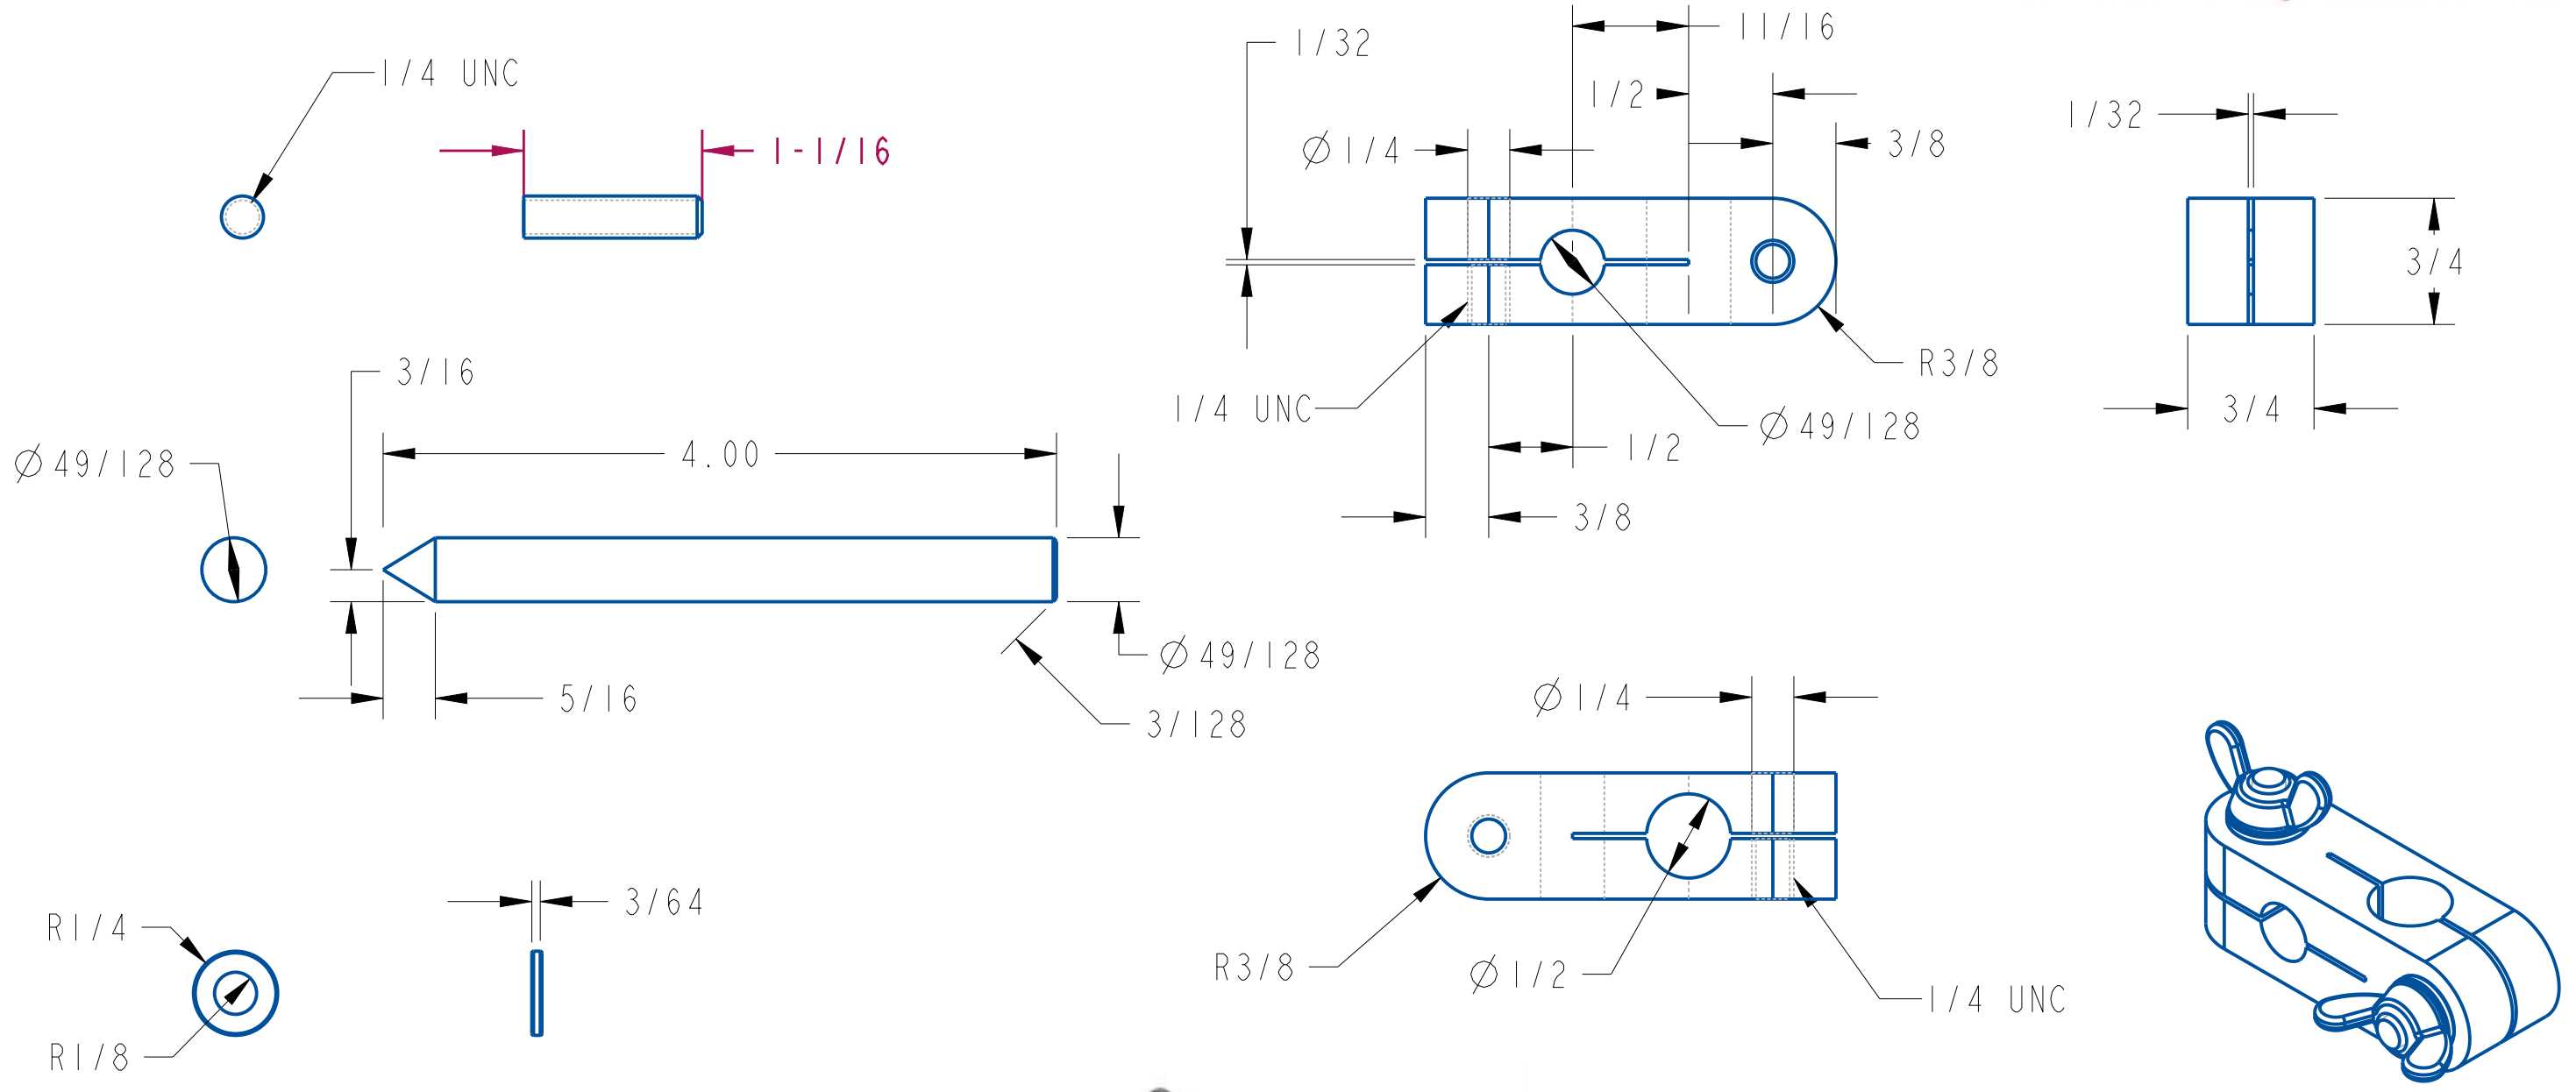 1/4 UNC
1-1/16
3/16
Ø49/128
4.00
Ø49/128
5/16
3/128
R1/4
R1/8
3/64
1/32
11/16
1/2
Ø1/4
3/8
1/4 UNC
R3/8
Ø49/128
1/2
3/8
1/32
3/4
3/4
Ø1/4
R3/8
Ø1/2
1/4 UNC